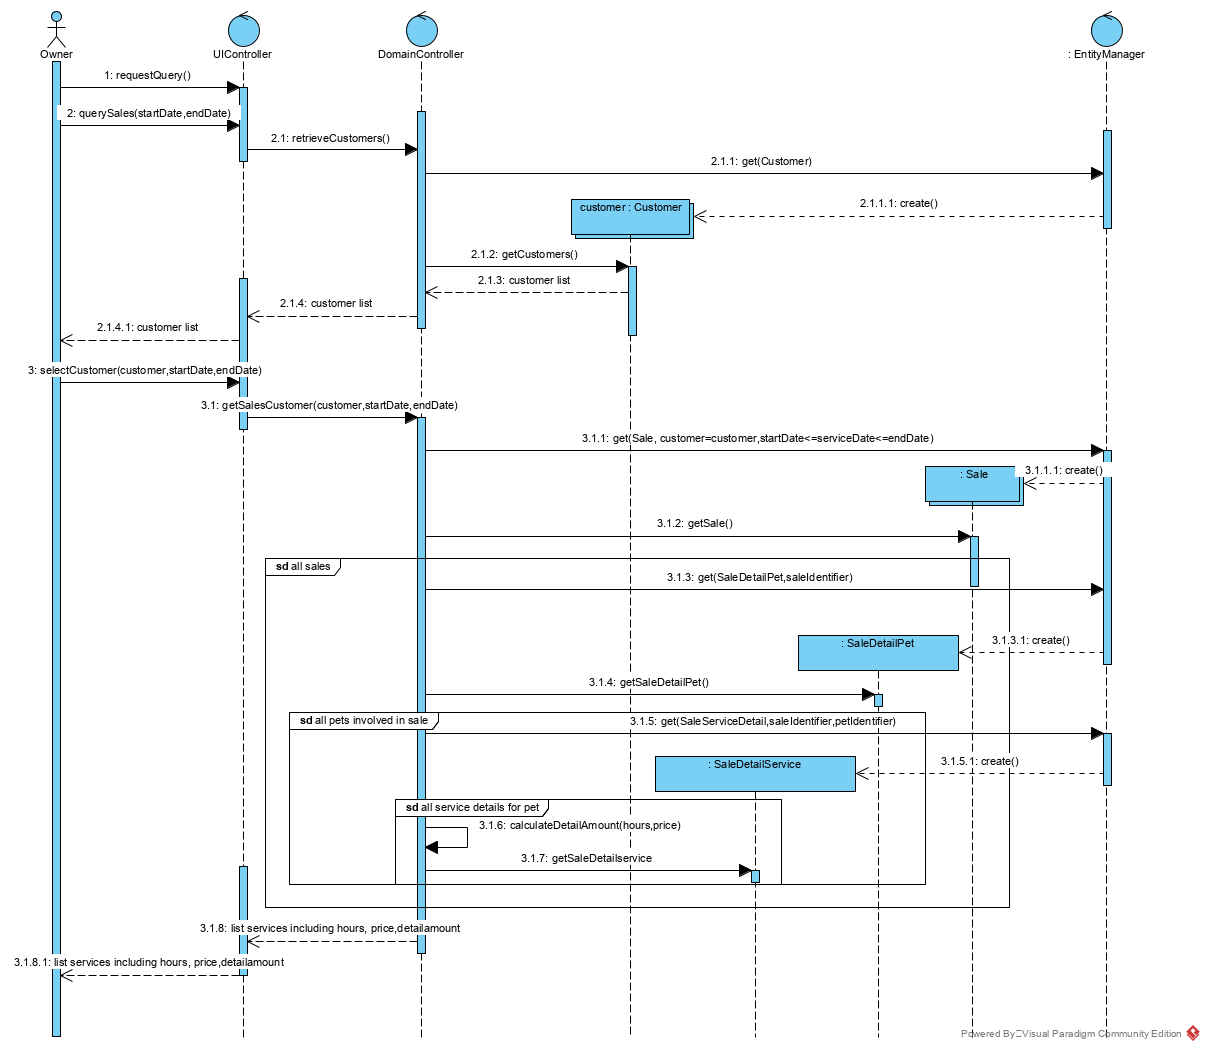 Owner
UIController
DomainController
: EntityManager
1: requestQuery()
2: querySales(startDate,endDate)
2.1: retrieveCustomers()
2.1.1: get(Customer)
2.1.1.1: create()
customer : Customer
2.1.2: getCustomers()
2.1.3: customer list
2.1.4: customer list
2.1.4.1: customer list
3: selectCustomer(customer,startDate,endDate)
3.1: getSalesCustomer(customer,startDate,endDate)
3.1.1: get(Sale, customer=customer,startDate<=serviceDate<=endDate)
3.1.1.1: create()
: Sale
3.1.2: getSale()
sd all sales
3.1.3: get(SaleDetailPet,saleIdentifier)
3.1.3.1: create()
: SaleDetailPet
3.1.4: getSaleDetailPet()
sd all pets involved in sale
3.1.5: get(SaleServiceDetail,saleIdentifier,petIdentifier)
3.1.5.1: create()
: SaleDetailService
sd all service details for pet
3.1.6: calculateDetailAmount(hours,price)
3.1.7: getSaleDetailservice
3.1.8: list services including hours, price,detailamount
3.1.8.1: list services including hours, price,detailamount
Powered By Visual Paradigm Community Edition